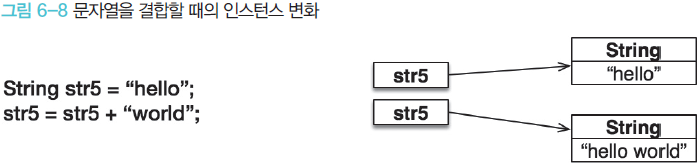 그림 6-8 문자열을 결합할 때의 인스턴스 변화
String str5 = “hello”;
str5 = str5 + “world”;
str5
String
“hello”
str5
String
“hello world”